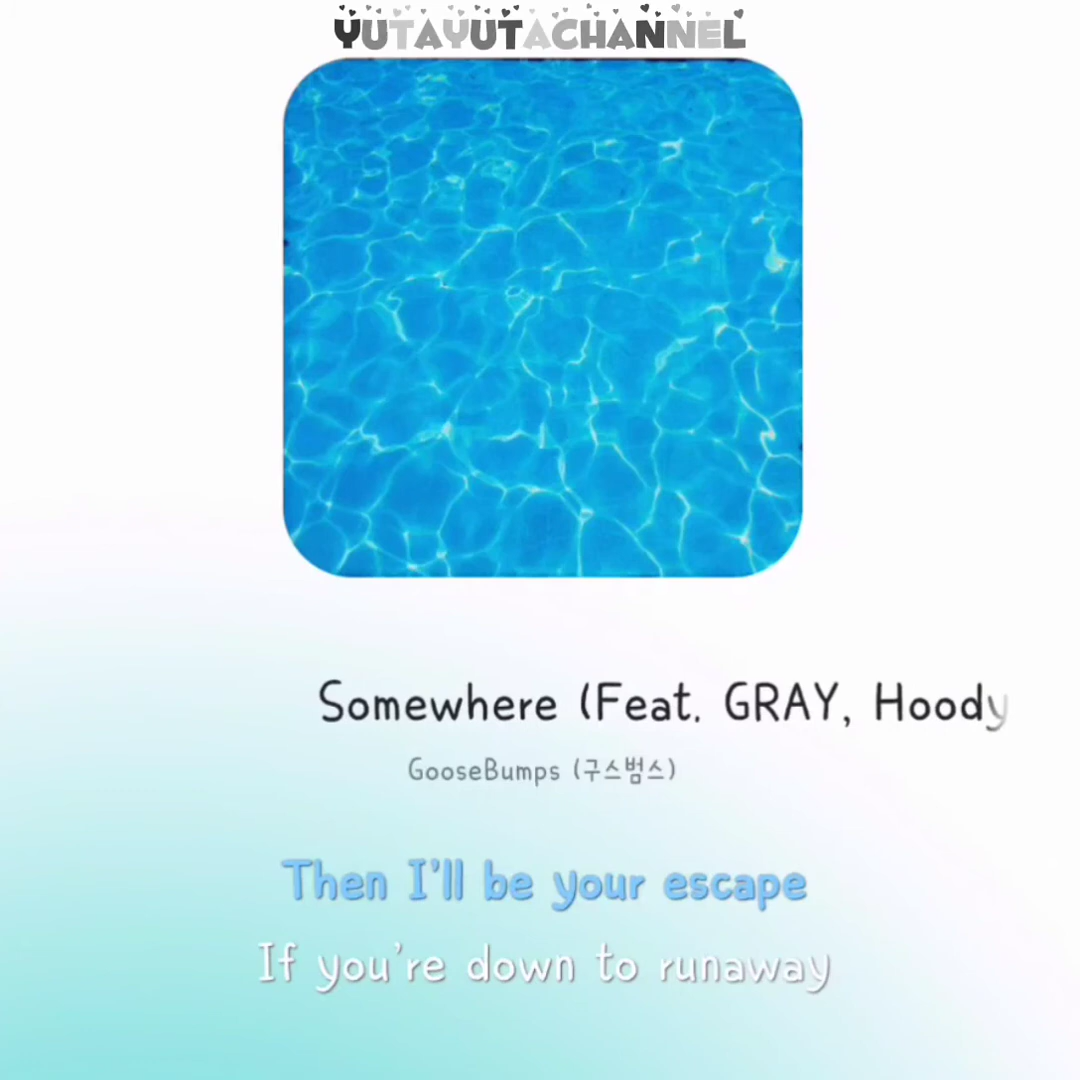 YUTAYUTACHANNEL
Somewhere (Feat. GRAY, Hoody
GooseBumps (구스범스)
Then I'll be your escape
If you're down to runaway